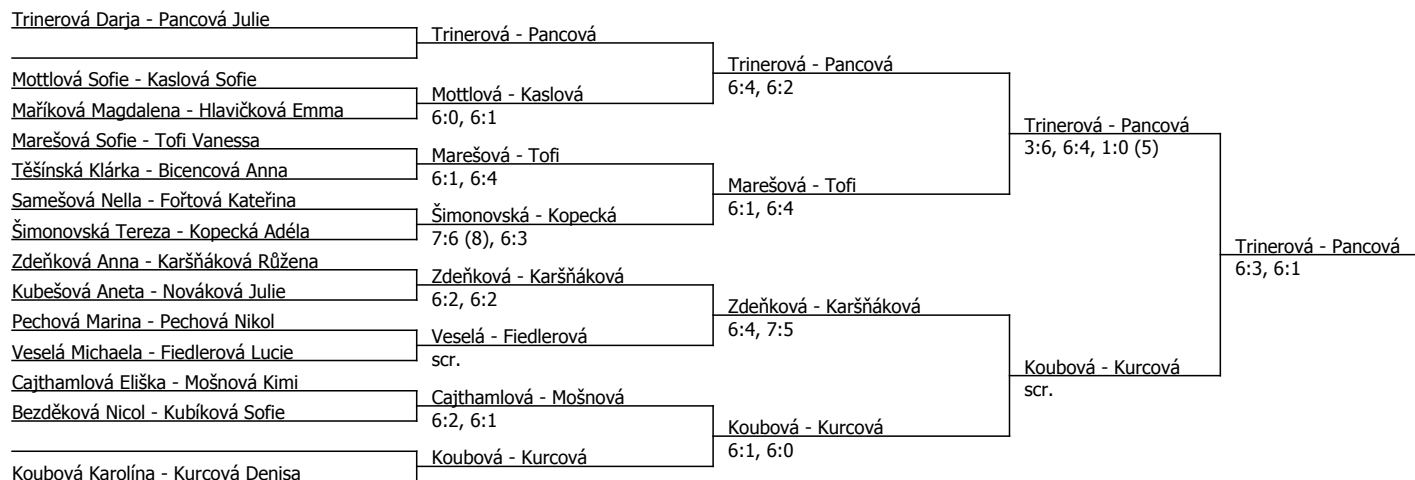 Trinerová Darja - Pancová Julie
Mottlová Sofie - Kaslová Sofie
Maříková Magdalena - Hlavičková Emma
Marešová Sofie - Tofi Vanessa
Těšínská Klárka - Bicencová Anna
Samešová Nella - Fořtová Kateřina
Šimonovská Tereza - Kopecká Adéla
Zdeňková Anna - Karšňáková Růžena
Kubešová Aneta - Nováková Julie
Pechová Marina - Pechová Nikol
Veselá Michaela - Fiedlerová Lucie
Cajthamlová Eliška - Mošnová Kimi
Bezděková Nicol - Kubíková Sofie
Koubová Karolína - Kurcová Denisa
Trinerová - Pancová
Mottlová - Kaslová
6:0, 6:1
Marešová - Tofi
6:1, 6:4
Šimonovská - Kopecká
7:6 (8), 6:3
Zdeňková - Karšňáková
6:2, 6:2
Veselá - Fiedlerová
scr.
Cajthamlová - Mošnová
6:2, 6:1
Koubová - Kurcová
Trinerová - Pancová
6:4, 6:2
Marešová - Tofi
6:1, 6:4
Zdeňková - Karšňáková
6:4, 7:5
Koubová - Kurcová
6:1, 6:0
Trinerová - Pancová
3:6, 6:4, 1:0 (5)
Koubová - Kurcová
scr.
Trinerová - Pancová
6:3, 6:1